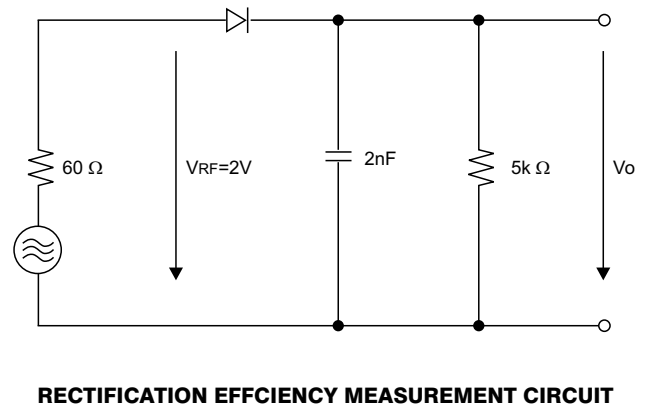 60 Ω
VRF=2V
2nF
5k Ω
Vo
RECTIFICATION EFFCIENCY MEASUREMENT CIRCUIT